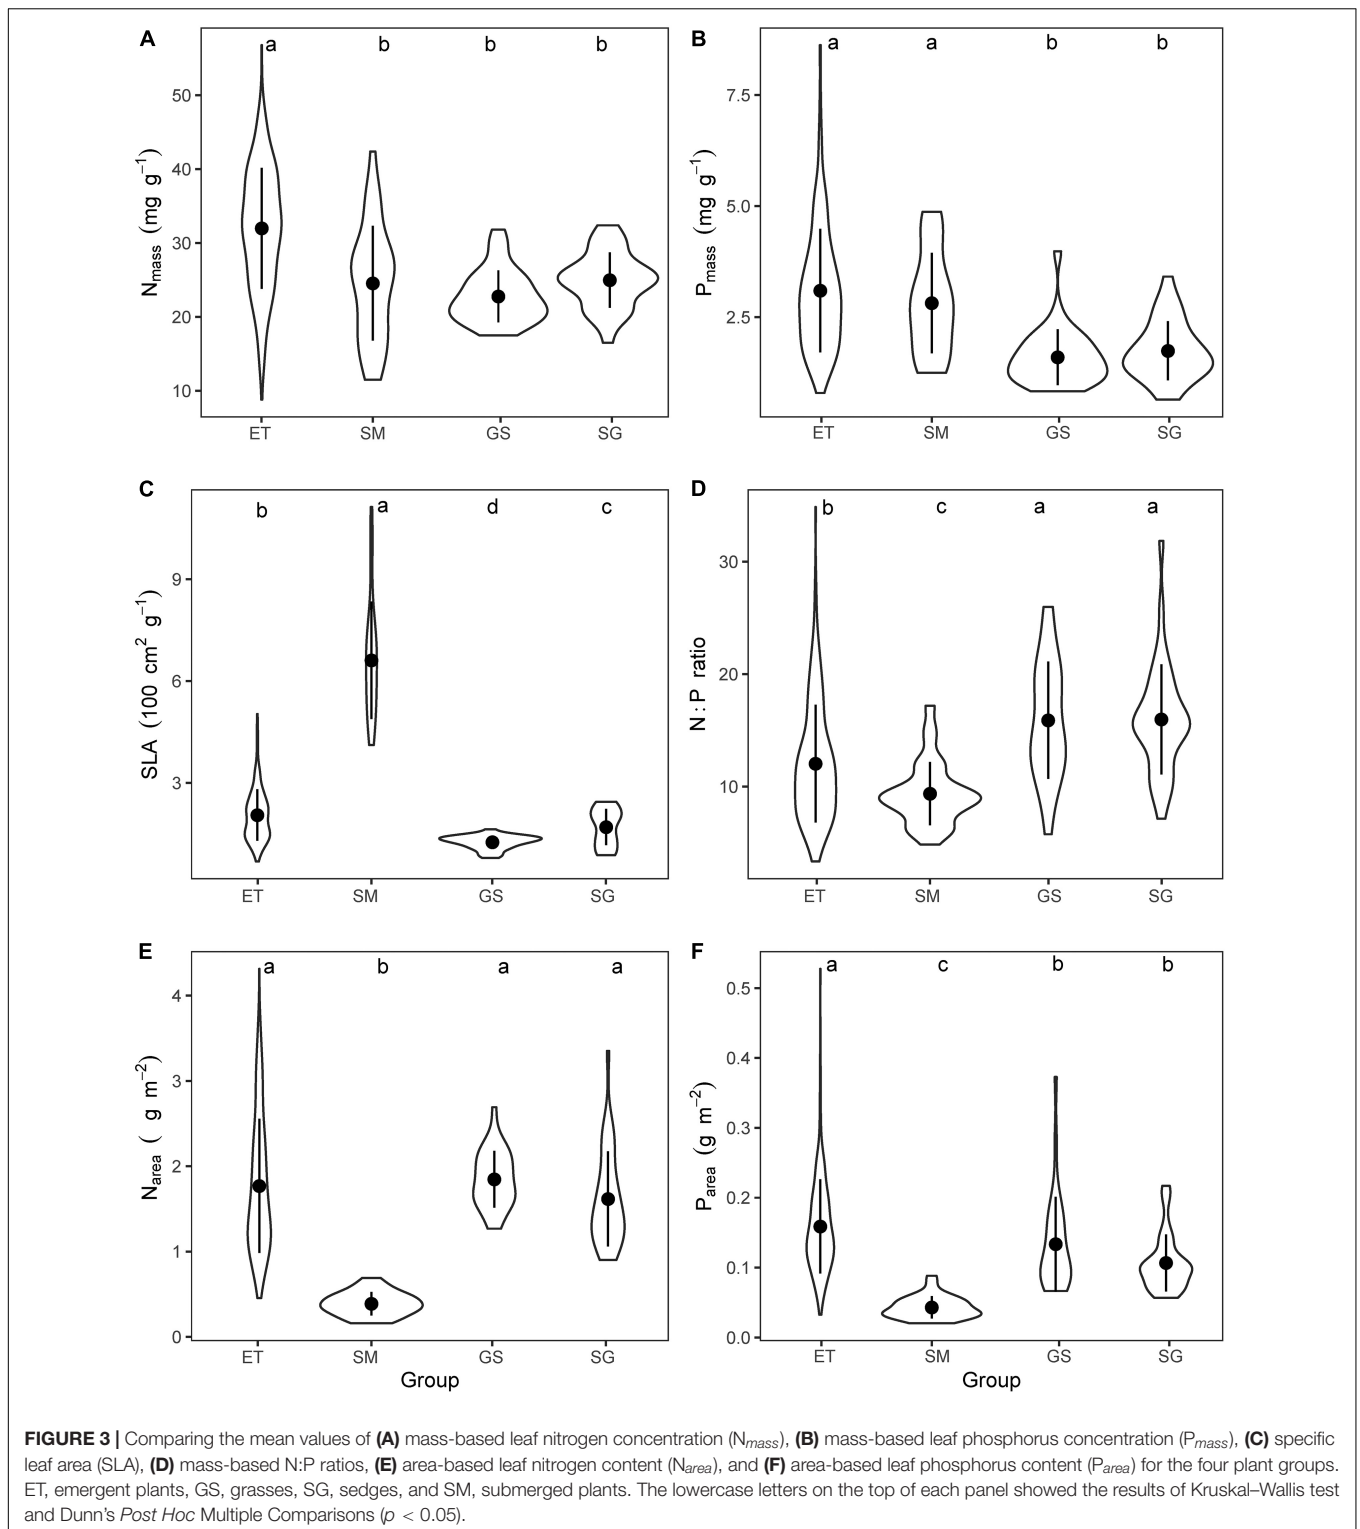 A
a b b b
50
40
30
20
10
N_mass (mg g⁻¹)
ET SM GS SG
B
a a b b
7.5
5.0
2.5
P_mass (mg g⁻¹)
ET SM GS SG
C
b a d c
9
6
3
SLA (100 cm² g⁻¹)
ET SM GS SG
D
b c a a
30
20
10
N:P ratio
ET SM GS SG
E
a b a a
4
3
2
1
0
N_area ( g m⁻²)
ET SM GS SG
Group
F
a c b b
0.5
0.4
0.3
0.2
0.1
0.0
P_area (g m⁻²)
ET SM GS SG
Group
FIGURE 3 | Comparing the mean values of (A) mass-based leaf nitrogen concentration (N_mass), (B) mass-based leaf phosphorus concentration (P_mass), (C) specific
leaf area (SLA), (D) mass-based N:P ratios, (E) area-based leaf nitrogen content (N_area), and (F) area-based leaf phosphorus content (P_area) for the four plant groups.
ET, emergent plants, GS, grasses, SG, sedges, and SM, submerged plants. The lowercase letters on the top of each panel showed the results of Kruskal–Wallis test
and Dunn's Post Hoc Multiple Comparisons (p < 0.05).